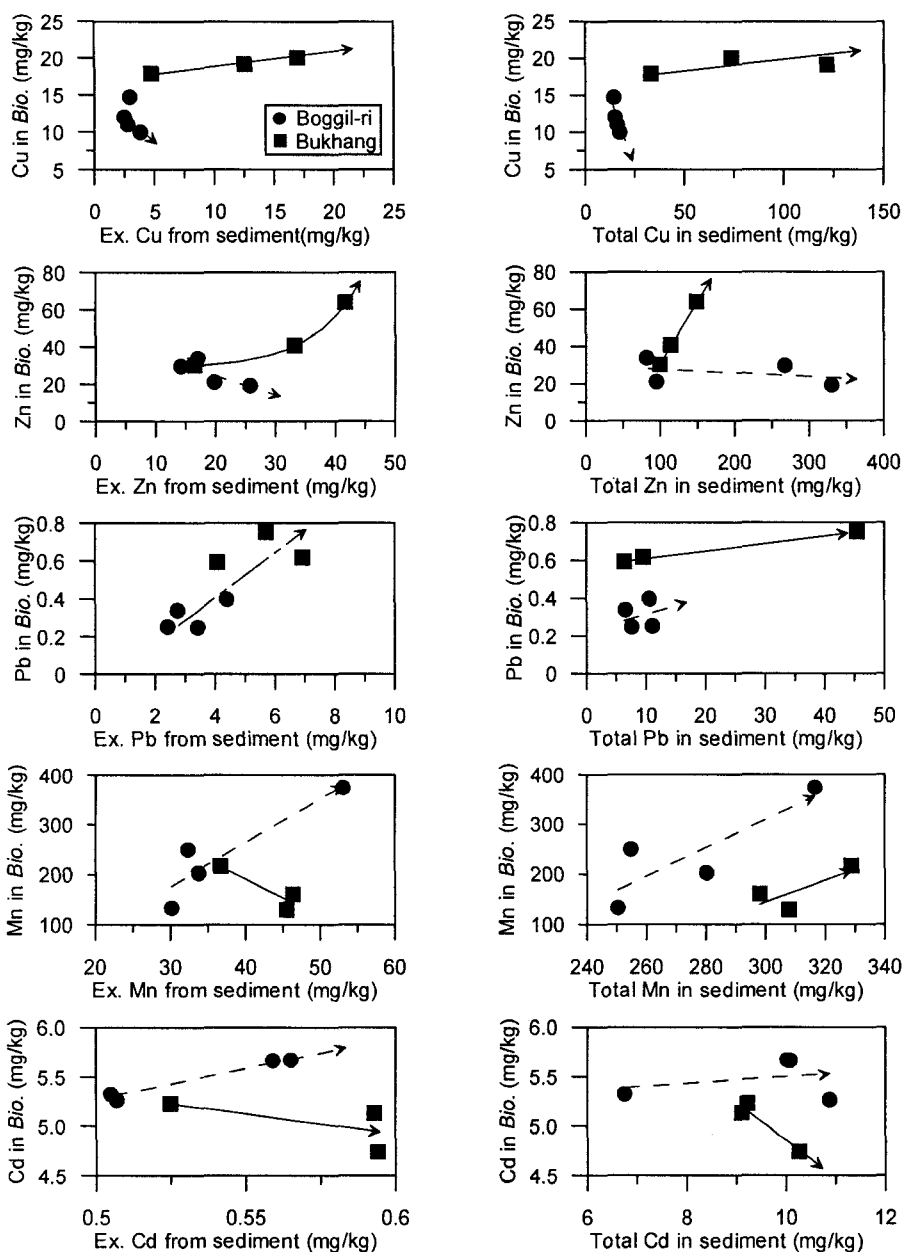 25
20
15
10
5
Cu in Bio. (mg/kg)
Boggil-ri
Bukhang
0 5 10 15 20 25
Ex. Cu from sediment(mg/kg)
25
20
15
10
5
Cu in Bio. (mg/kg)
0 50 100 150
Total Cu in sediment (mg/kg)
80
60
40
20
0
Zn in Bio. (mg/kg)
0 10 20 30 40 50
Ex. Zn from sediment (mg/kg)
80
60
40
20
0
Zn in Bio. (mg/kg)
0 100 200 300 400
Total Zn in sediment (mg/kg)
0.8
0.6
0.4
0.2
0
Pb in Bio. (mg/kg)
0 2 4 6 8 10
Ex. Pb from sediment (mg/kg)
0.8
0.6
0.4
0.2
0
Pb in Bio. (mg/kg)
0 10 20 30 40 50
Total Pb in sediment (mg/kg)
400
300
200
100
Mn in Bio. (mg/kg)
20 30 40 50 60
Ex. Mn from sediment (mg/kg)
400
300
200
100
Mn in Bio. (mg/kg)
240 260 280 300 320 340
Total Mn in sediment (mg/kg)
6.0
5.5
5.0
4.5
Cd in Bio. (mg/kg)
0.5 0.55 0.6
Ex. Cd from sediment (mg/kg)
6.0
5.5
5.0
4.5
Cd in Bio. (mg/kg)
6 8 10 12
Total Cd in sediment (mg/kg)